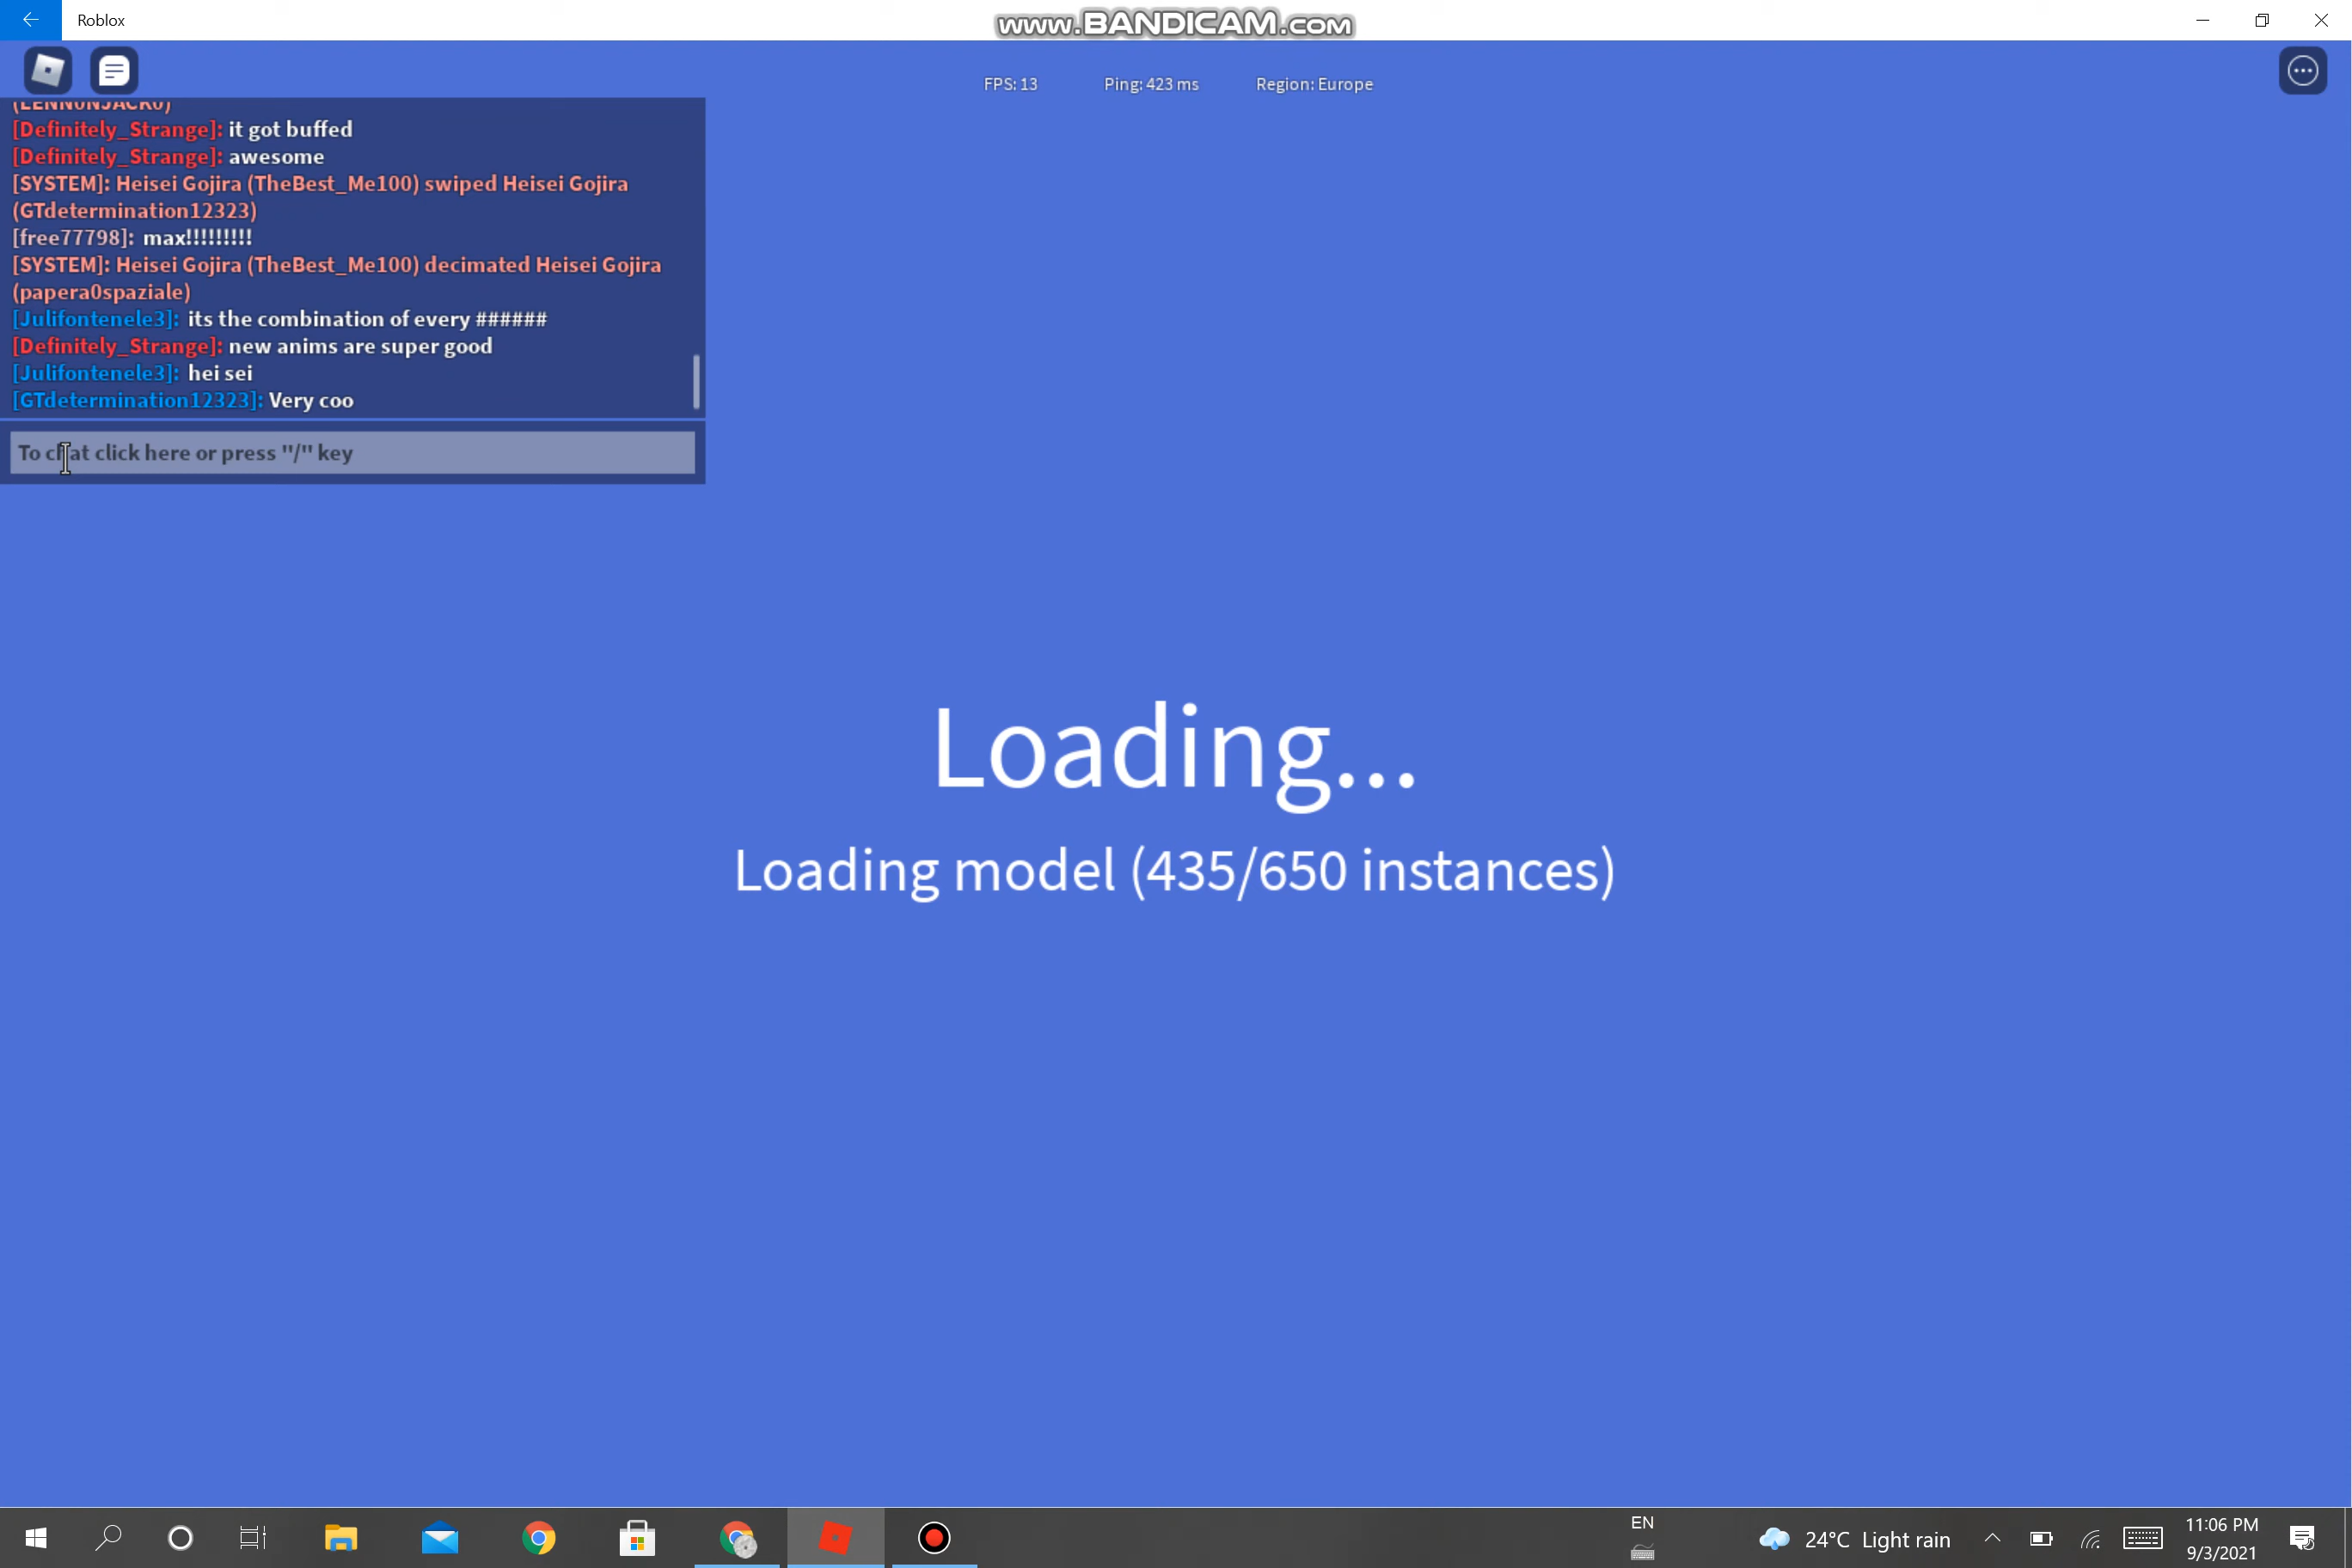 Roblox
www.BANDICAM.com
FPS: 13 Ping: 423 ms Region: Europe
(LENN0NJACK0)
[Definitely_Strange]: it got buffed
[Definitely_Strange]: awesome
[SYSTEM]: Heisei Gojira (TheBest_Me100) swiped Heisei Gojira
(GTdetermination12323)
[free77798]: max!!!!!!!!!
[SYSTEM]: Heisei Gojira (TheBest_Me100) decimated Heisei Gojira
(papera0spaziale)
[Julifontenele3]: its the combination of every ######
[Definitely_Strange]: new anims are super good
[Julifontenele3]: hei sei
[GTdetermination12323]: Very coo
To chat click here or press "/" key
Loading...
Loading model (435/650 instances)
EN
24°C Light rain
11:06 PM
9/3/2021